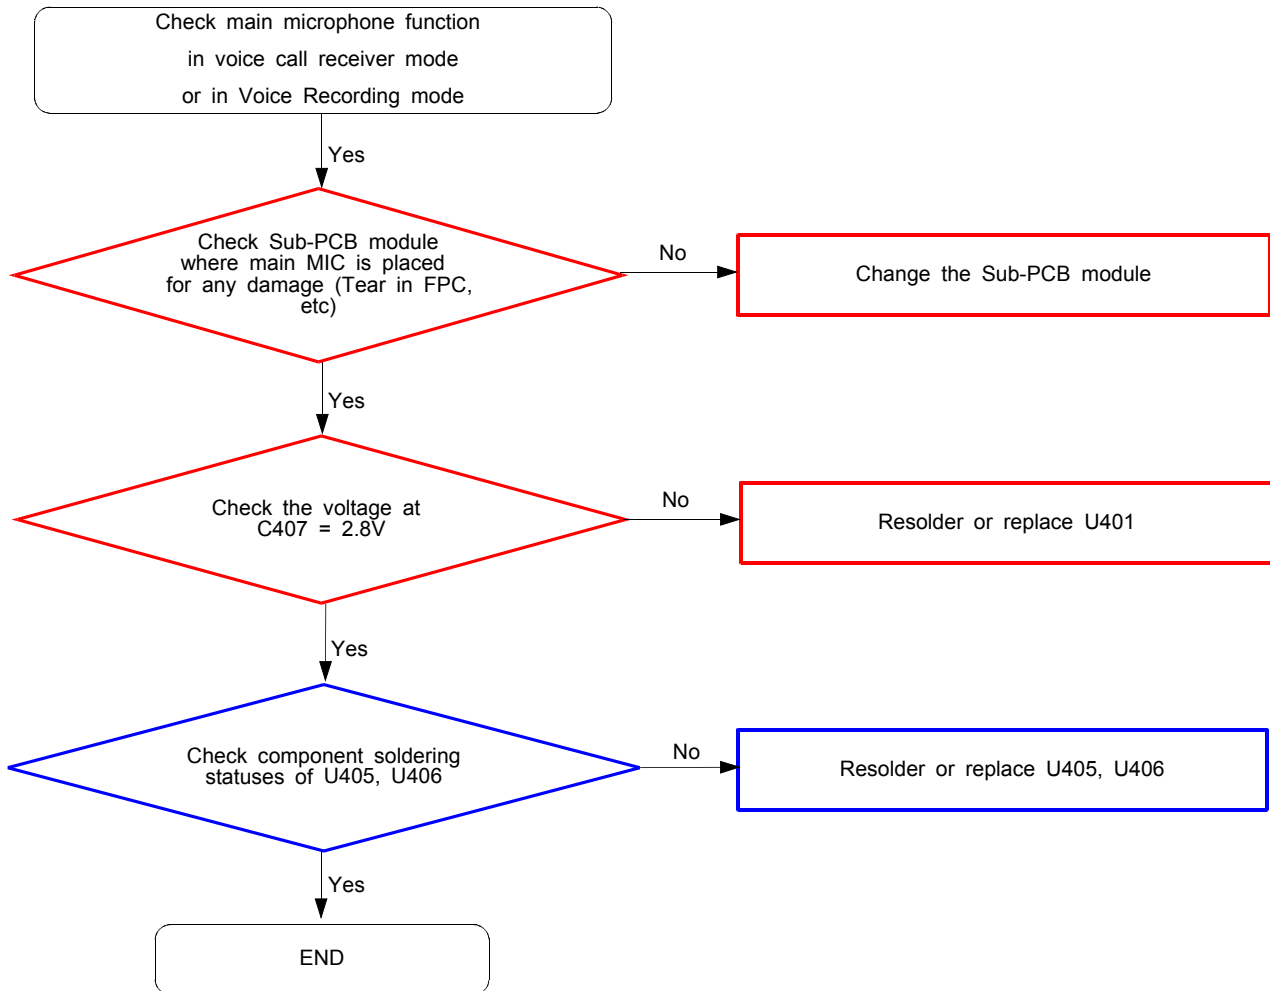 Check main microphone function
in voice call receiver mode
or in Voice Recording mode
Yes
Check Sub-PCB module
where main MIC is placed
for any damage (Tear in FPC,
etc)
No
Change the Sub-PCB module
Yes
Check the voltage at
C407 = 2.8V
No
Resolder or replace U401
Yes
Check component soldering
statuses of U405, U406
No
Resolder or replace U405, U406
Yes
END